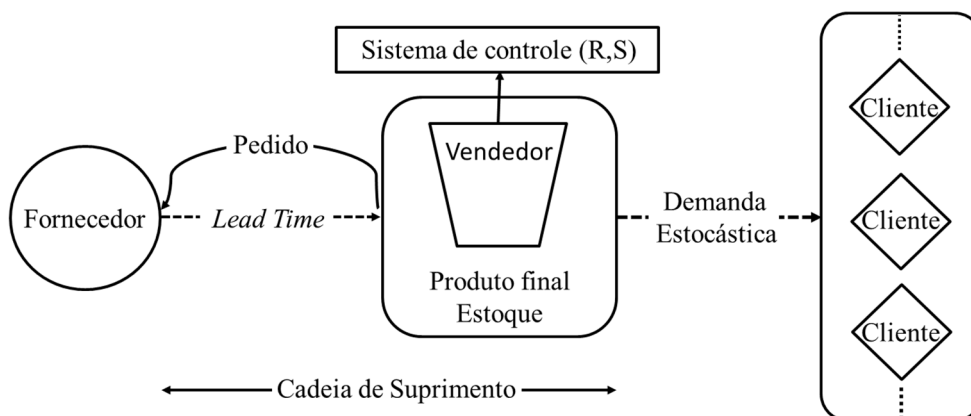 Sistema de controle (R,S)
Cliente
Pedido
Vendedor
Fornecedor
Lead Time
Demanda
Estocástica
Cliente
Produto final
Estoque
Cliente
Cadeia de Suprimento